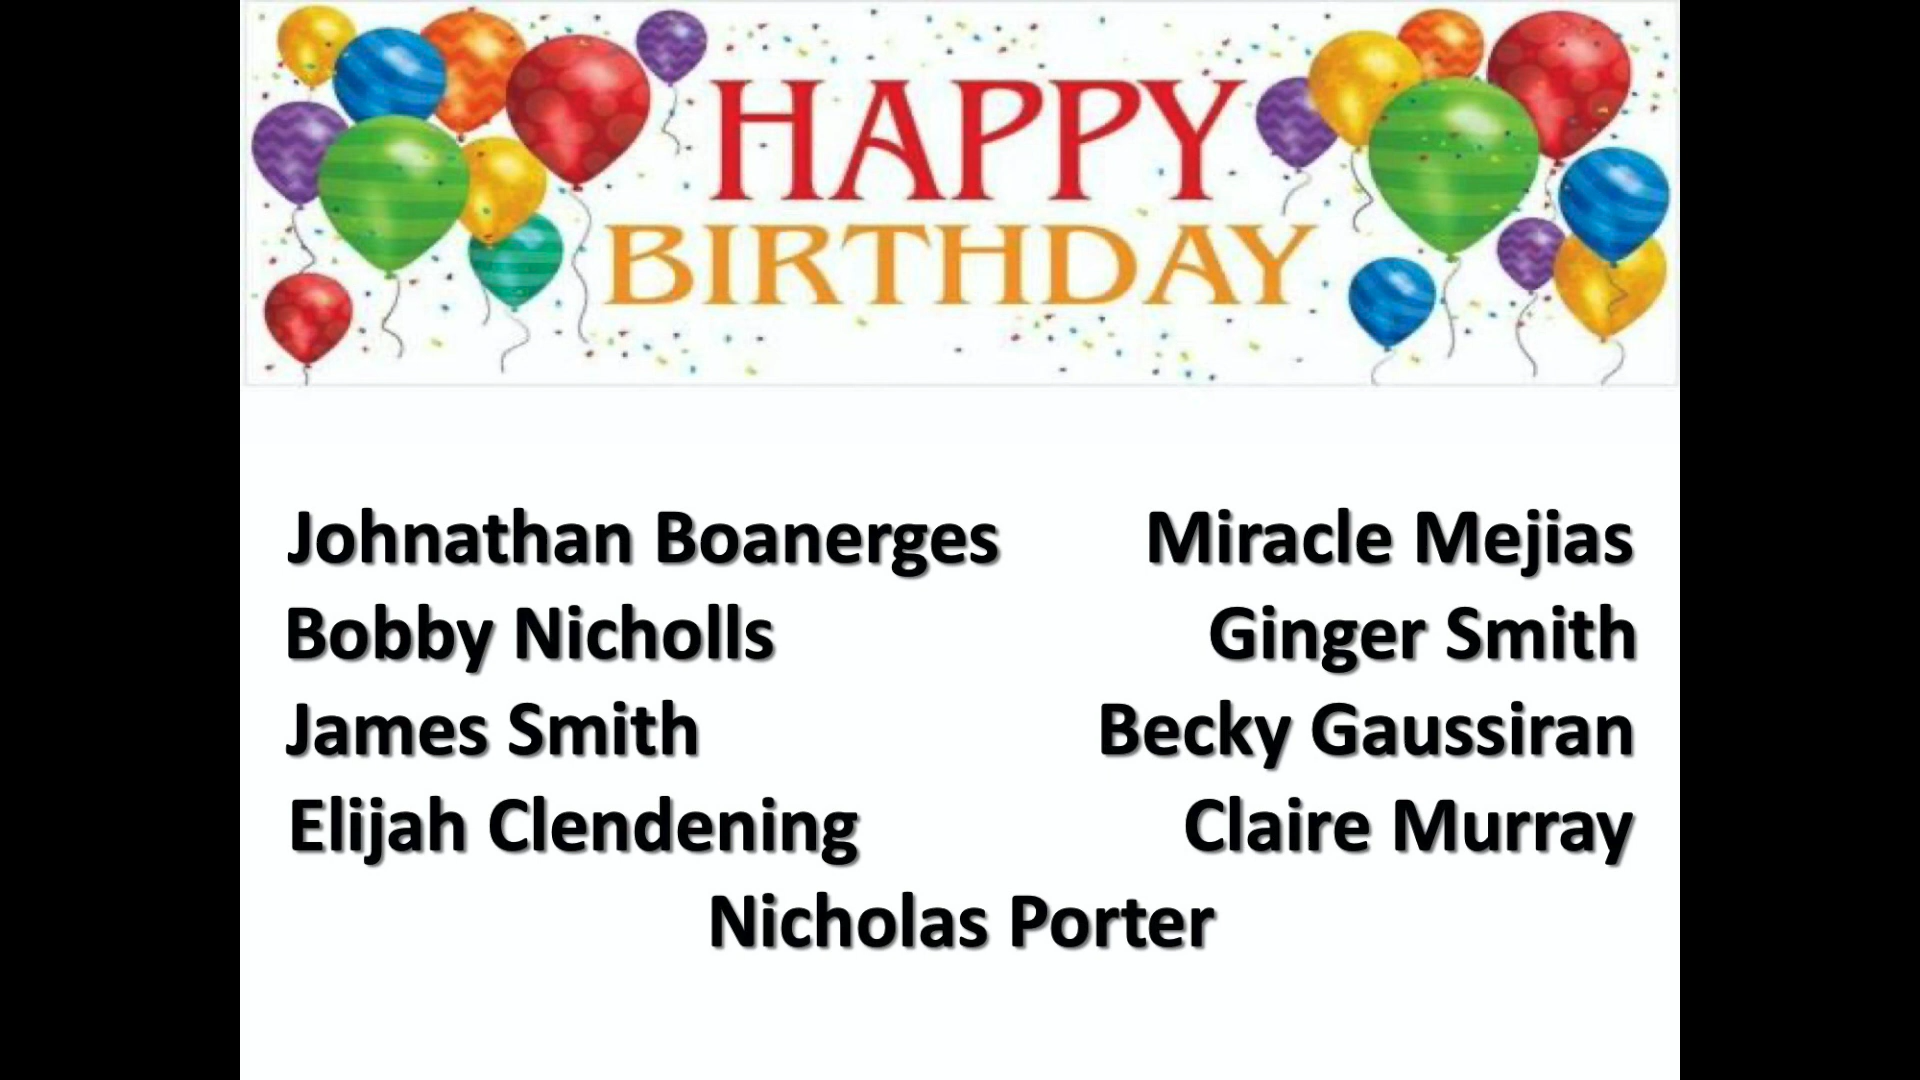 HAPPY
BIRTHDAY
Johnathan Boanerges Miracle Mejias
Bobby Nicholls Ginger Smith
James Smith Becky Gaussiran
Elijah Clendening Claire Murray
Nicholas Porter